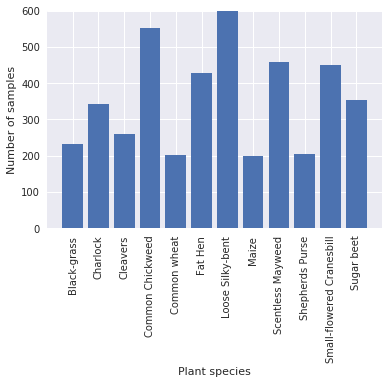 600
500
400
300
200
100
0
Number of samples
Black-grass
Charlock
Cleavers
Common Chickweed
Common wheat
Fat Hen
Loose Silky-bent
Maize
Scentless Mayweed
Shepherds Purse
Small-flowered Cranesbill
Sugar beet
Plant species